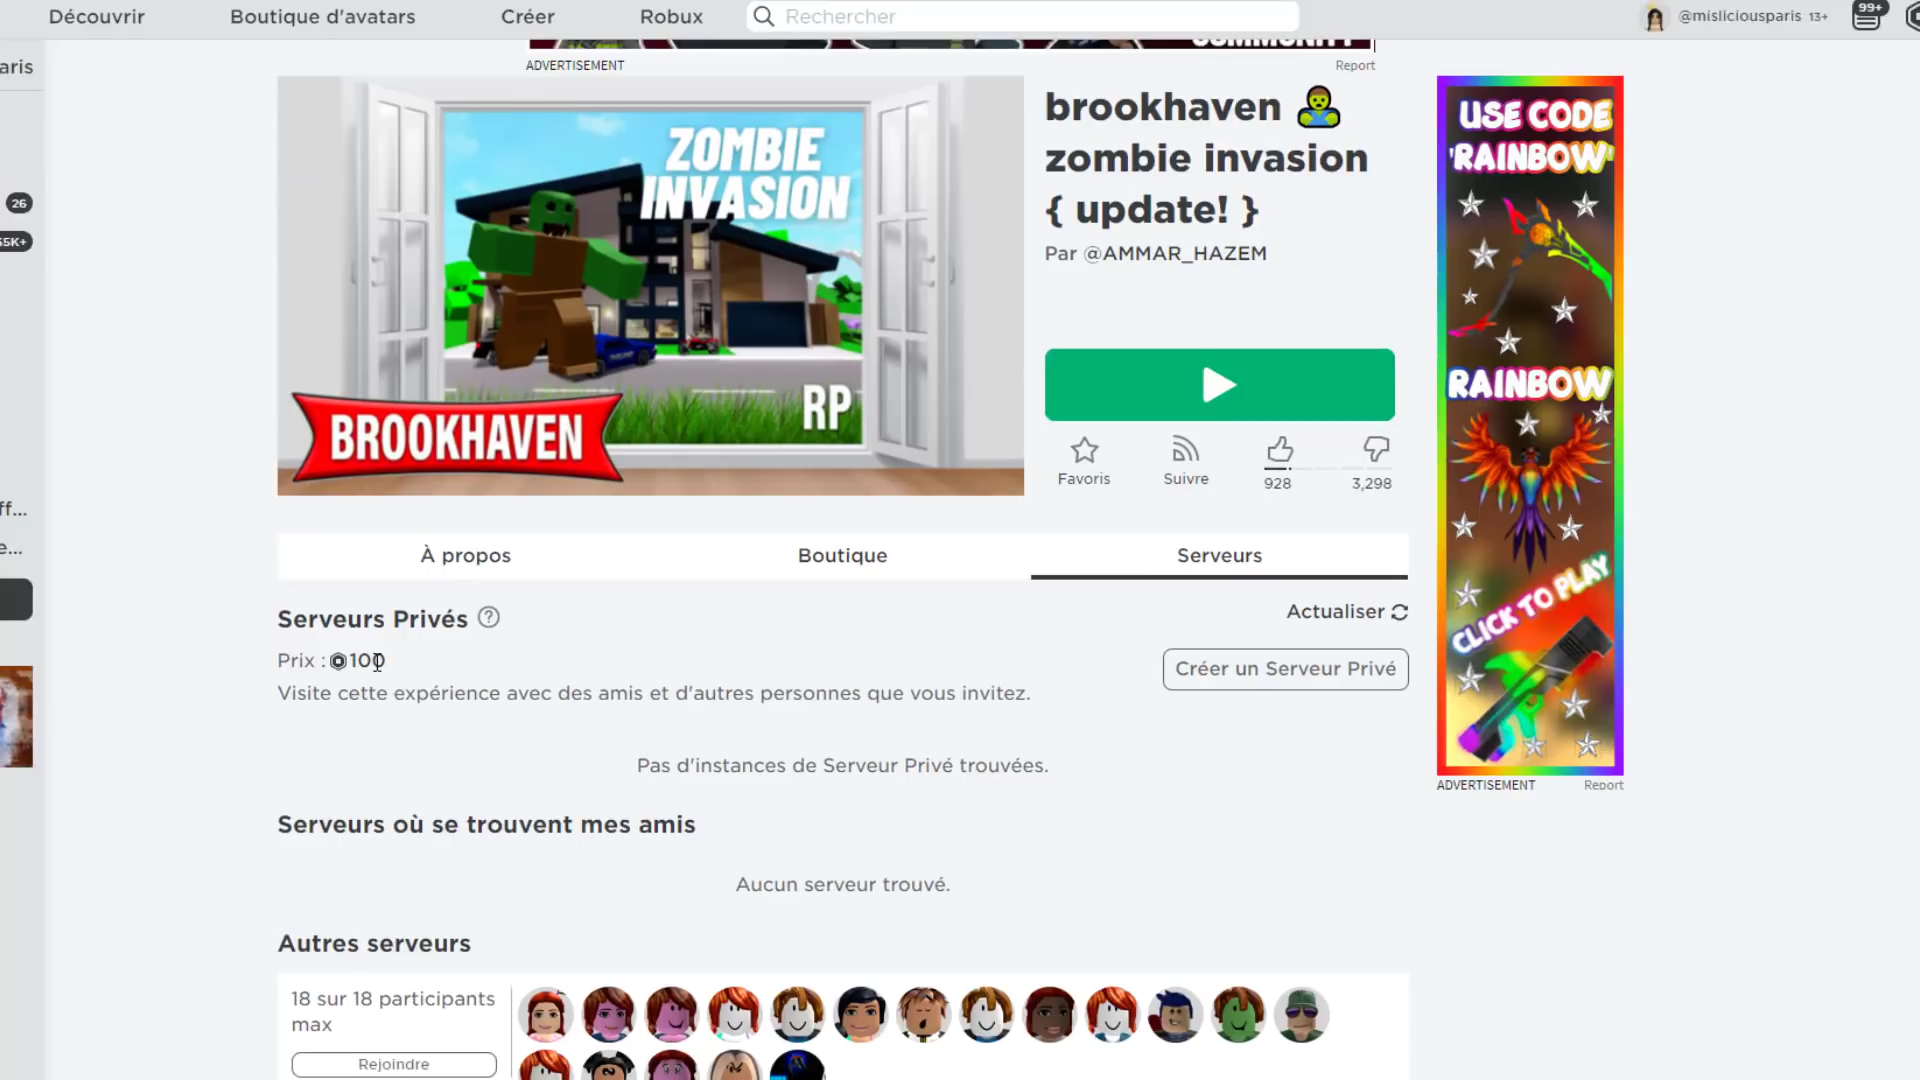 Découvrir
Boutique d'avatars
Créer
Robux
Rechercher
@misliciousparis 13+
99+
aris
COMMUNITY
ADVERTISEMENT
Report
26
55K+
ff...
e...
ZOMBIE
INVASION
RP
BROOKHAVEN
brookhaven 🧟‍♂️
zombie invasion
{ update! }
Par @AMMAR_HAZEM
Favoris
Suivre
928
3,298
À propos
Boutique
Serveurs
Serveurs Privés
Actualiser
Prix : 100
Visite cette expérience avec des amis et d'autres personnes que vous invitez.
Créer un Serveur Privé
Pas d'instances de Serveur Privé trouvées.
Serveurs où se trouvent mes amis
Aucun serveur trouvé.
Autres serveurs
18 sur 18 participants
max
Rejoindre
USE CODE
'RAINBOW'
RAINBOW
CLICK TO PLAY
ADVERTISEMENT
Report